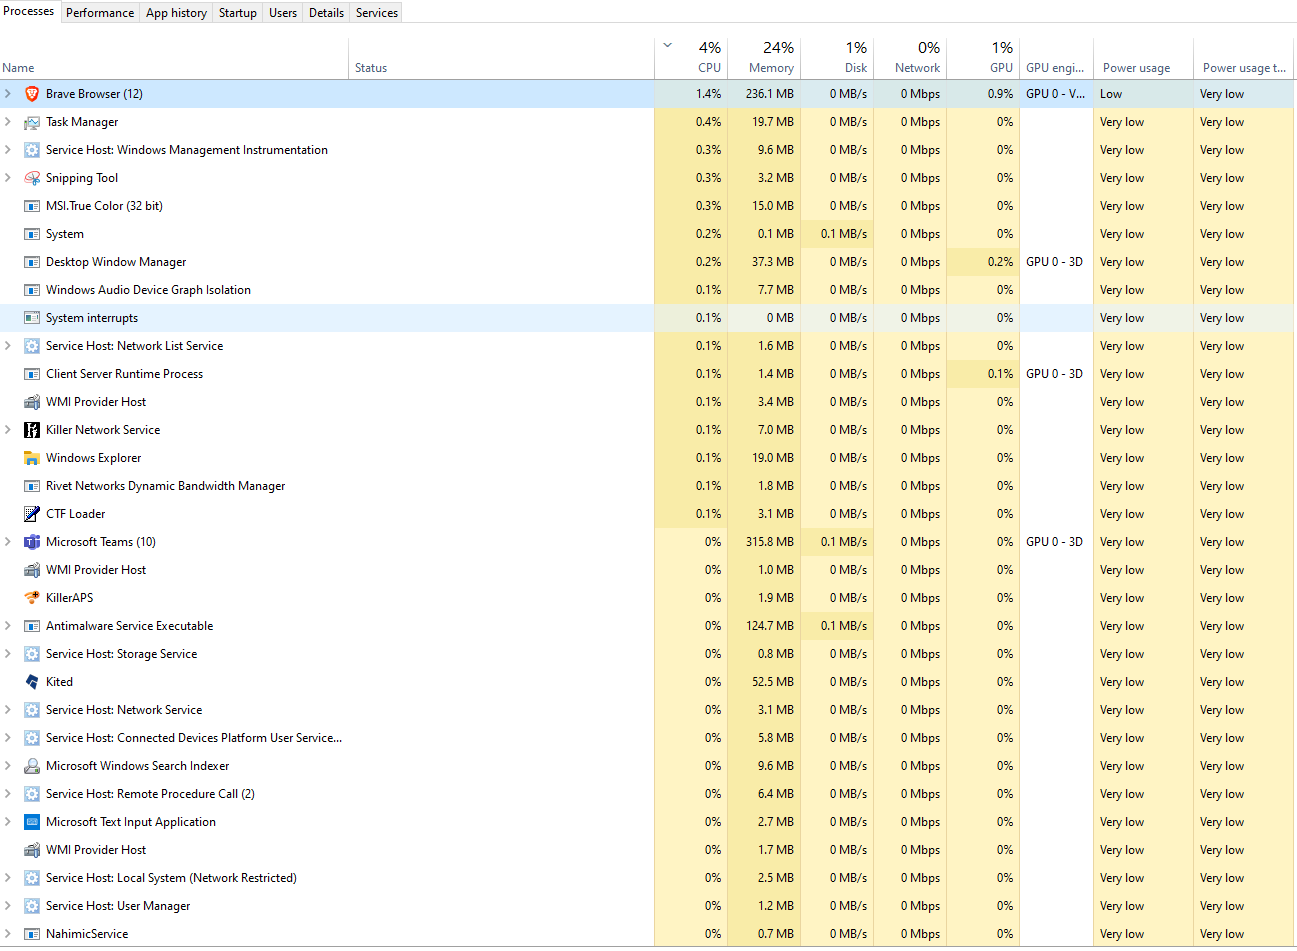 Processes Performance App history Startup Users Details Services
4% 24% 1% 0% 1%
Name Status CPU Memory Disk Network GPU GPU engi... Power usage Power usage t...
Brave Browser (12) 1.4% 236.1 MB 0 MB/s 0 Mbps 0.9% GPU 0 - V... Low Very low
Task Manager 0.4% 19.7 MB 0 MB/s 0 Mbps 0% Very low Very low
Service Host: Windows Management Instrumentation 0.3% 9.6 MB 0 MB/s 0 Mbps 0% Very low Very low
Snipping Tool 0.3% 3.2 MB 0 MB/s 0 Mbps 0% Very low Very low
MSI.True Color (32 bit) 0.3% 15.0 MB 0 MB/s 0 Mbps 0% Very low Very low
System 0.2% 0.1 MB 0.1 MB/s 0 Mbps 0% Very low Very low
Desktop Window Manager 0.2% 37.3 MB 0 MB/s 0 Mbps 0.2% GPU 0 - 3D Very low Very low
Windows Audio Device Graph Isolation 0.1% 7.7 MB 0 MB/s 0 Mbps 0% Very low Very low
System interrupts 0.1% 0 MB 0 MB/s 0 Mbps 0% Very low Very low
Service Host: Network List Service 0.1% 1.6 MB 0 MB/s 0 Mbps 0% Very low Very low
Client Server Runtime Process 0.1% 1.4 MB 0 MB/s 0 Mbps 0.1% GPU 0 - 3D Very low Very low
WMI Provider Host 0.1% 3.4 MB 0 MB/s 0 Mbps 0% Very low Very low
Killer Network Service 0.1% 7.0 MB 0 MB/s 0 Mbps 0% Very low Very low
Windows Explorer 0.1% 19.0 MB 0 MB/s 0 Mbps 0% Very low Very low
Rivet Networks Dynamic Bandwidth Manager 0.1% 1.8 MB 0 MB/s 0 Mbps 0% Very low Very low
CTF Loader 0.1% 3.1 MB 0 MB/s 0 Mbps 0% Very low Very low
Microsoft Teams (10) 0% 315.8 MB 0.1 MB/s 0 Mbps 0% GPU 0 - 3D Very low Very low
WMI Provider Host 0% 1.0 MB 0 MB/s 0 Mbps 0% Very low Very low
KillerAPS 0% 1.9 MB 0 MB/s 0 Mbps 0% Very low Very low
Antimalware Service Executable 0% 124.7 MB 0.1 MB/s 0 Mbps 0% Very low Very low
Service Host: Storage Service 0% 0.8 MB 0 MB/s 0 Mbps 0% Very low Very low
Kited 0% 52.5 MB 0 MB/s 0 Mbps 0% Very low Very low
Service Host: Network Service 0% 3.1 MB 0 MB/s 0 Mbps 0% Very low Very low
Service Host: Connected Devices Platform User Service... 0% 5.8 MB 0 MB/s 0 Mbps 0% Very low Very low
Microsoft Windows Search Indexer 0% 9.6 MB 0 MB/s 0 Mbps 0% Very low Very low
Service Host: Remote Procedure Call (2) 0% 6.4 MB 0 MB/s 0 Mbps 0% Very low Very low
Microsoft Text Input Application 0% 2.7 MB 0 MB/s 0 Mbps 0% Very low Very low
WMI Provider Host 0% 1.7 MB 0 MB/s 0 Mbps 0% Very low Very low
Service Host: Local System (Network Restricted) 0% 2.5 MB 0 MB/s 0 Mbps 0% Very low Very low
Service Host: User Manager 0% 1.2 MB 0 MB/s 0 Mbps 0% Very low Very low
NahimicService 0% 0.7 MB 0 MB/s 0 Mbps 0% Very low Very low